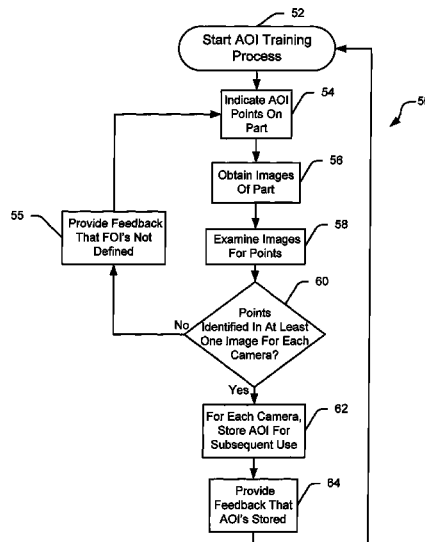 52
Start AOI Training
Process
Indicate AOI
Points On
Part
54
Obtain Images
Of Part
56
55
Provide Feedback
That FOI's Not
Defined
Examine Images
For Points
58
60
Points
Identified In At Least
One Image For Each
Camera?
No
Yes
For Each Camera,
Store AOI For
Subsequent Use
62
Provide
Feedback That
AOI's Stored
64